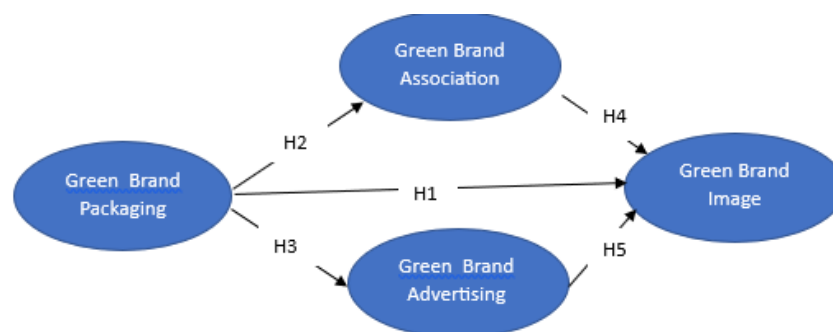 Green Brand
Association
H4
H2
Green Brand
Packaging
H1
Green Brand
Image
H3
Green Brand
Advertising
H5